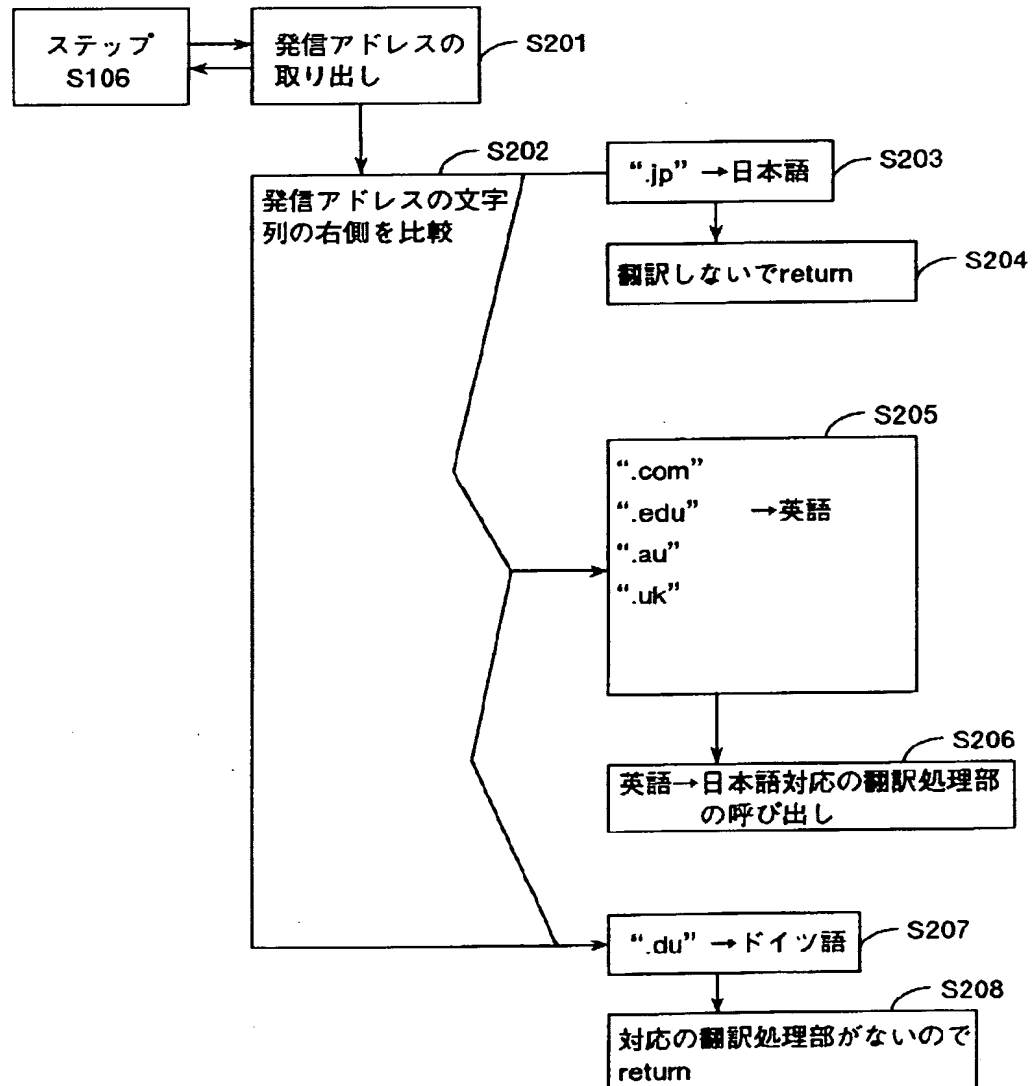 ステップ
S106
発信アドレスの
取り出し
S201
S202
発信アドレスの文字
列の右側を比較
“.jp” →日本語
S203
翻訳しないでreturn
S204
S205
“.com”
“.edu” →英語
“.au”
“.uk”
S206
英語→日本語対応の翻訳処理部
の呼び出し
“.du” →ドイツ語
S207
S208
対応の翻訳処理部がないので
return